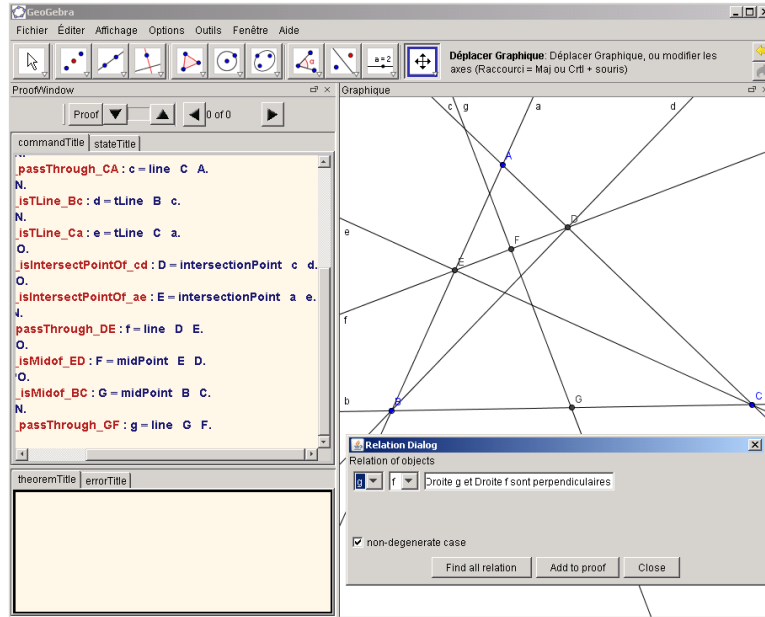 GeoGebra
Fichier Éditer Affichage Options Outils Fenêtre Aide
a=2
Déplacer Graphique: Déplacer Graphique, ou modifier les
axes (Raccourci = Maj ou Crtl + souris)
ProofWindow
Graphique
Proof
0 of 0
commandTitle stateTitle
N.
_passThrough_CA : c = line C A.
N.
_isTLine_Bc : d = tLine B c.
N.
_isTLine_Ca : e = tLine C a.
O.
_isIntersectPointOf_cd : D = intersectionPoint c d.
O.
_isIntersectPointOf_ae : E = intersectionPoint a e.
N.
passThrough_DE : f = line D E.
O.
_isMidof_ED : F = midPoint E D.
O.
_isMidof_BC : G = midPoint B C.
N.
_passThrough_GF : g = line G F.
theoremTitle errorTitle
c g a d
A
D
e
F
E
f
b
B
G
C
Relation Dialog
Relation of objects
g f Droite g et Droite f sont perpendiculaires
non-degenerate case
Find all relation Add to proof Close